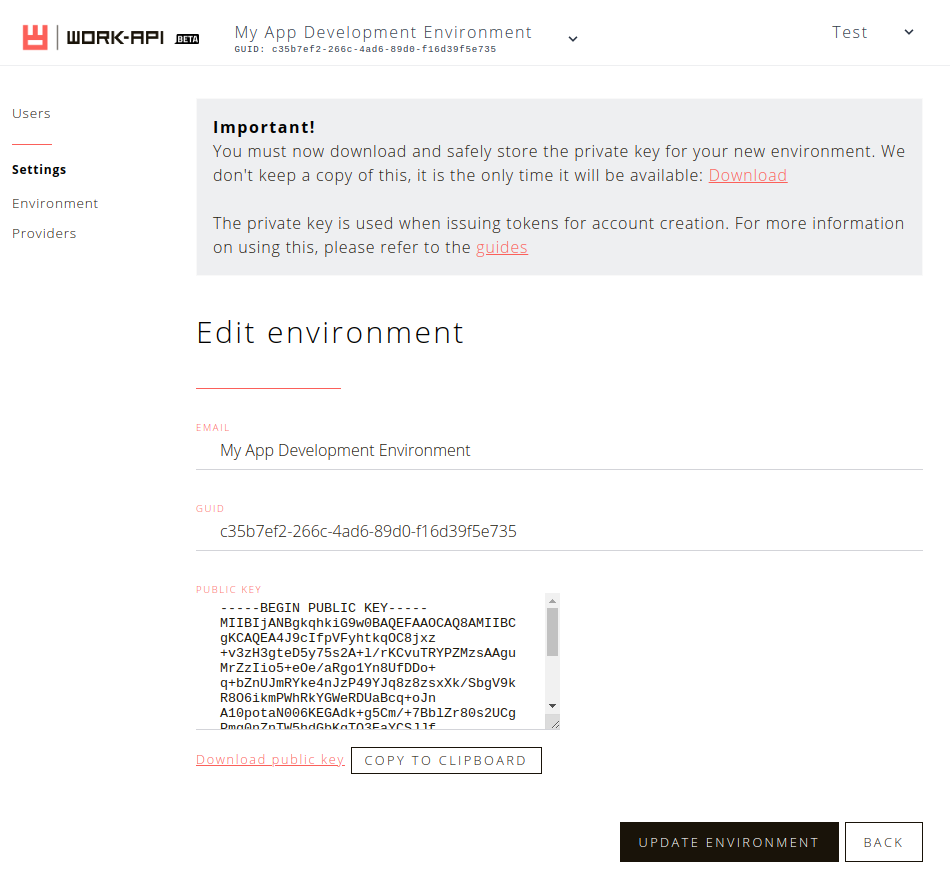 WORK-API BETA
My App Development Environment
GUID: c35b7ef2-266c-4ad6-89d0-f16d39f5e735
Test
Users
Settings
Environment
Providers
Important!
You must now download and safely store the private key for your new environment. We
don't keep a copy of this, it is the only time it will be available: Download
The private key is used when issuing tokens for account creation. For more information
on using this, please refer to the guides
Edit environment
EMAIL
My App Development Environment
GUID
c35b7ef2-266c-4ad6-89d0-f16d39f5e735
PUBLIC KEY
-----BEGIN PUBLIC KEY-----
MIIBIjANBgkqhkiG9w0BAQEFAAOCAQ8AMIIBC
gKCAQEA4J9cIfpVFyhtkqOC8jxz
+v3zH3gteD5y75s2A+l/rKCvuTRYPZMzsAAgu
MrZzIio5+eOe/aRgo1Yn8UfDDo+
q+bZnUJmRYke4nJzP49YJq8z8zsxXk/SbgV9k
R8O6ikmPWhRkYGWeRDUaBcq+oJn
A10potaN006KEGAdk+g5Cm/+7BblZr80s2UCg
Download public key
COPY TO CLIPBOARD
UPDATE ENVIRONMENT
BACK